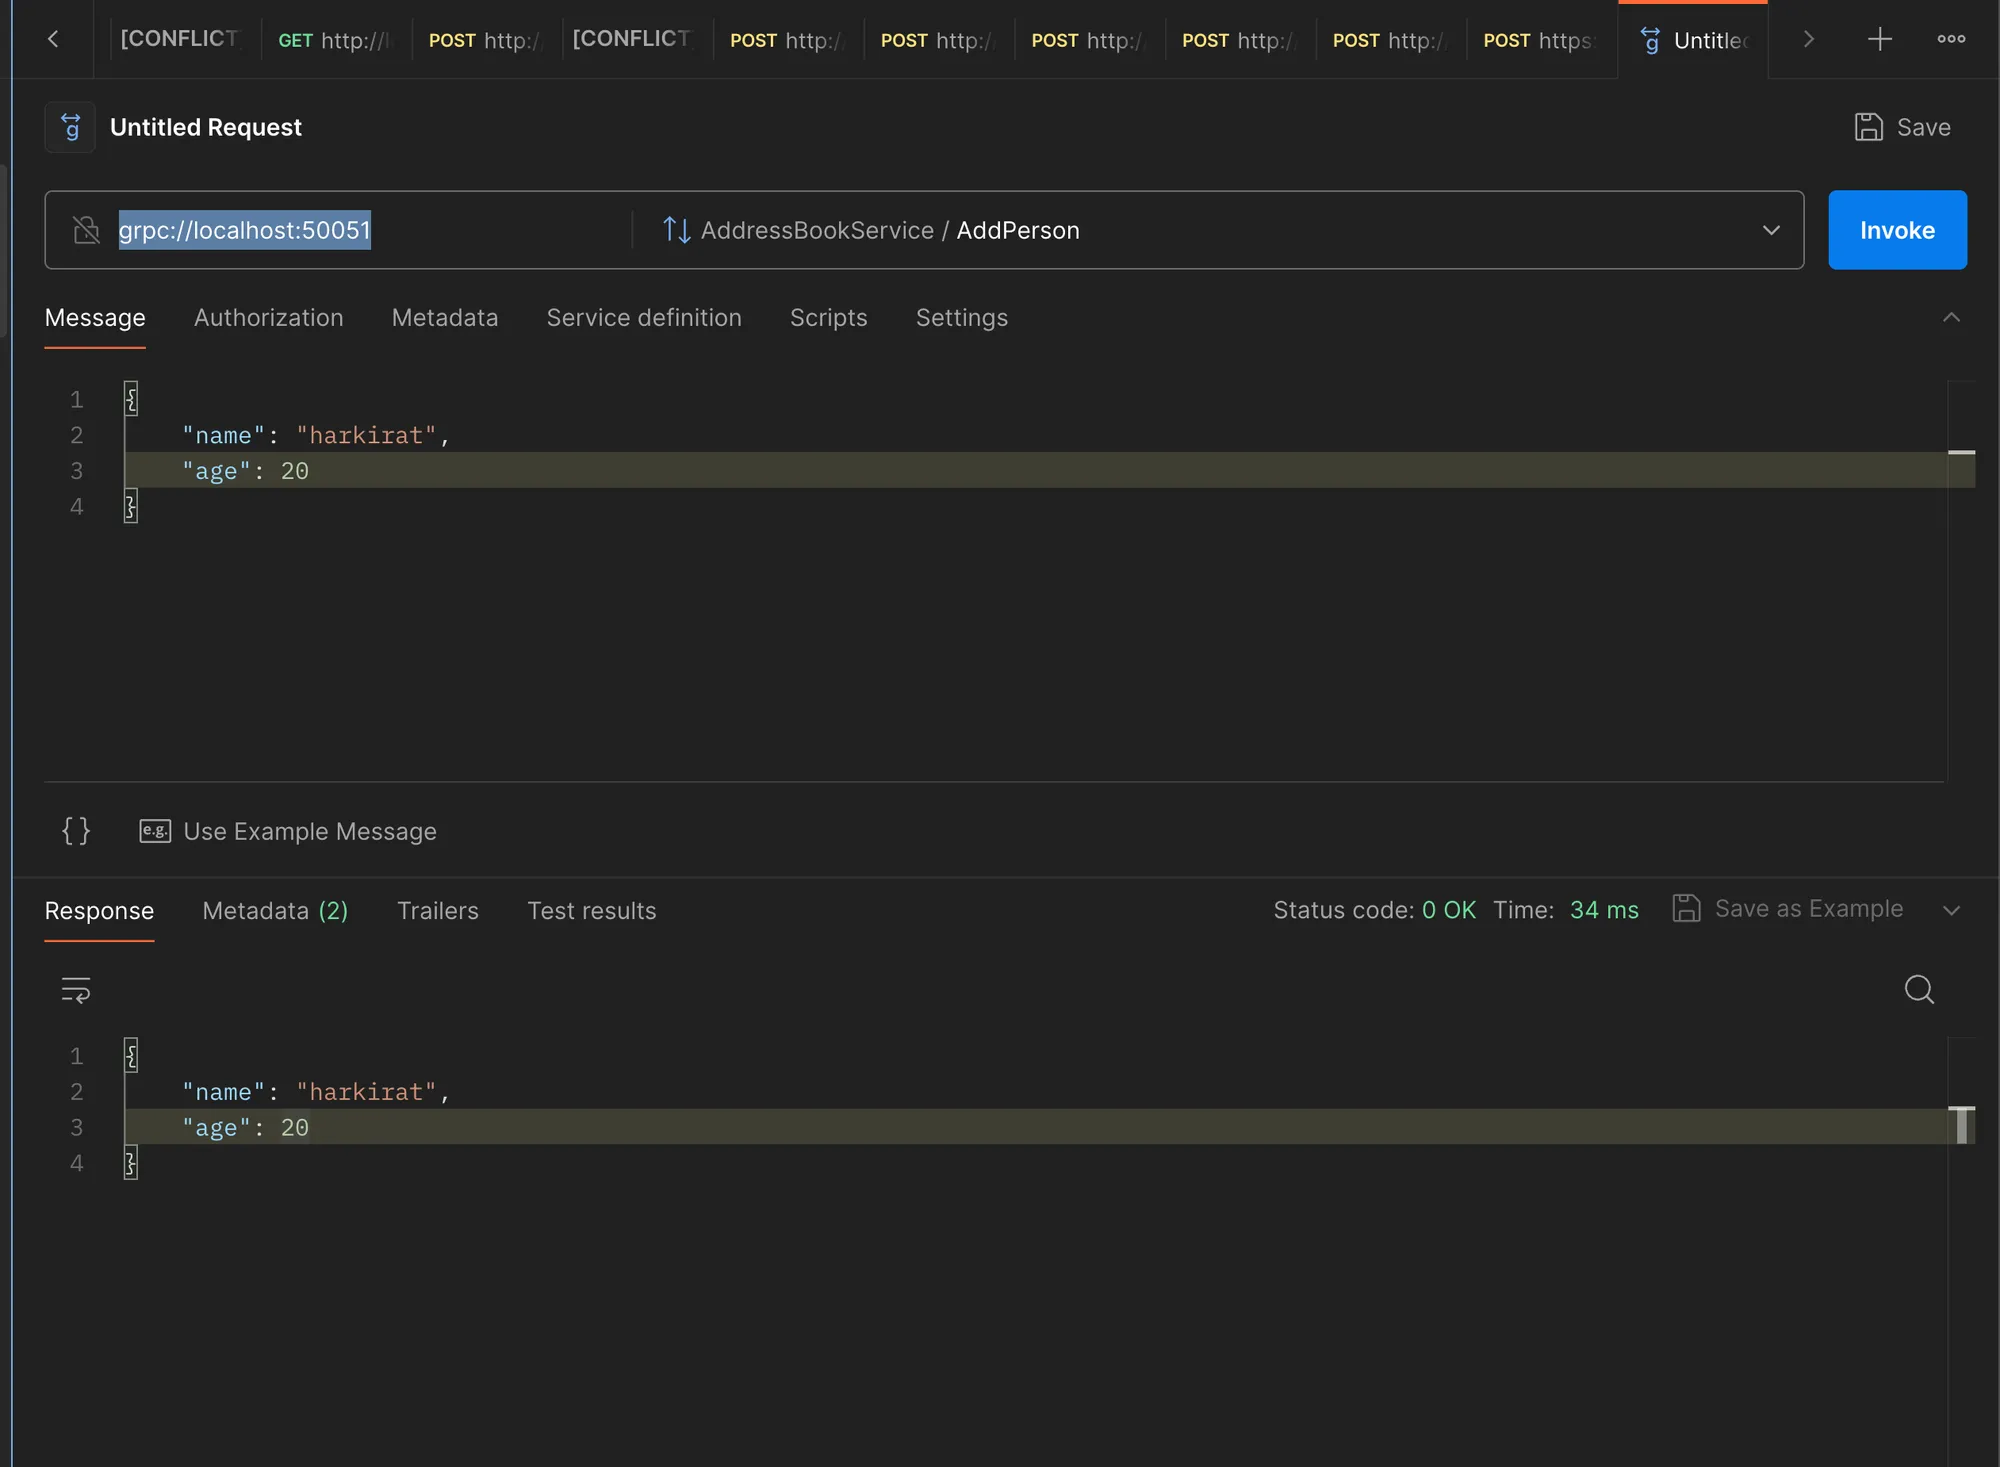 [CONFLICT] GET http://l POST http:/ [CONFLICT] POST http:/ POST http:/ POST http:/ POST http:/ POST http:/ POST https: Untitled
g Untitled Request Save
grpc://localhost:50051 AddressBookService / AddPerson Invoke
Message Authorization Metadata Service definition Scripts Settings
1 {
2 "name": "harkirat",
3 "age": 20
4 }
{} e.g. Use Example Message
Response Metadata (2) Trailers Test results Status code: 0 OK Time: 34 ms Save as Example
1 {
2 "name": "harkirat",
3 "age": 20
4 }